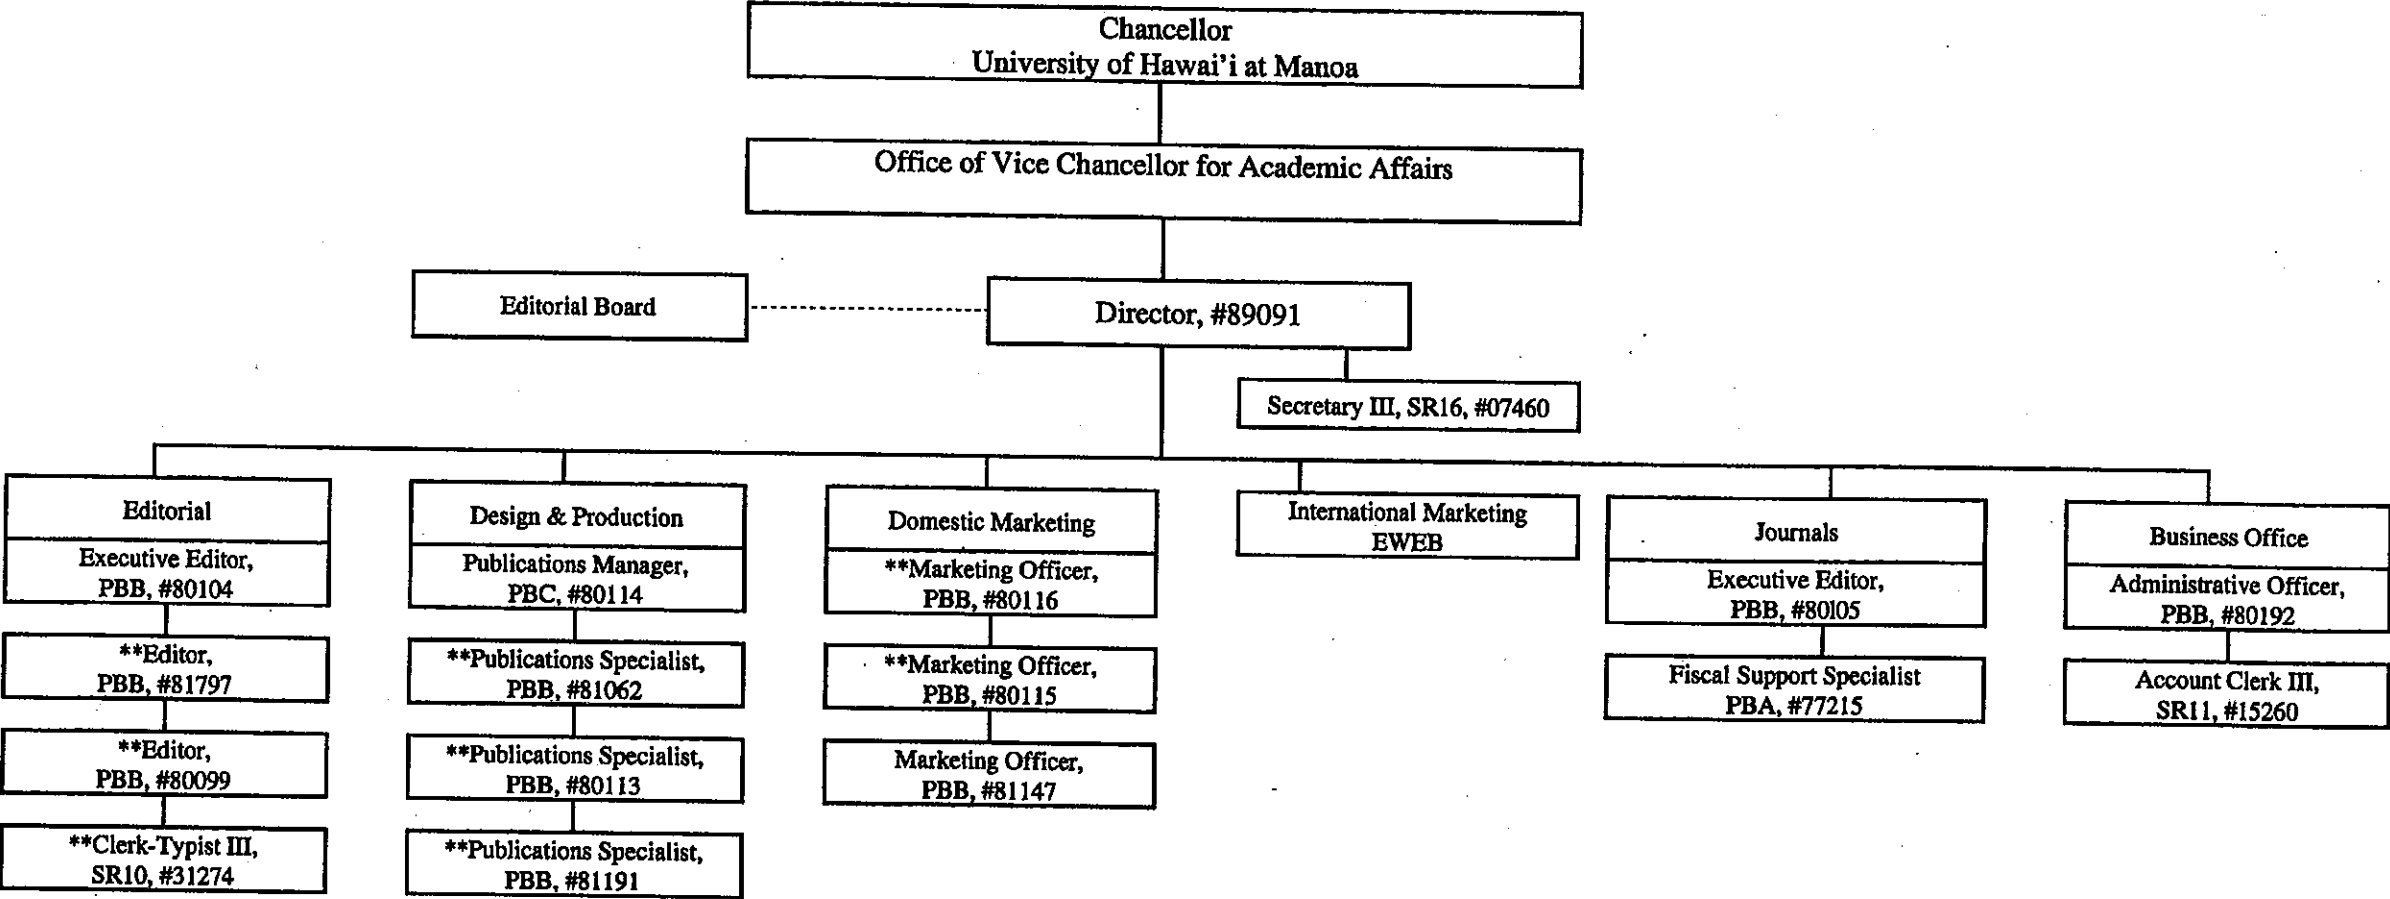 Chancellor
University of Hawai'i at Manoa
Office of Vice Chancellor for Academic Affairs
Editorial Board
Director, #89091
Secretary III, SR16, #07460
Editorial
Executive Editor,
PBB, #80104
**Editor,
PBB, #81797
**Editor,
PBB, #80099
**Clerk-Typist III,
SR10, #31274
Design & Production
Publications Manager,
PBC, #80114
**Publications Specialist,
PBB, #81062
**Publications Specialist,
PBB, #80113
**Publications Specialist,
PBB, #81191
Domestic Marketing
**Marketing Officer,
PBB, #80116
**Marketing Officer,
PBB, #80115
Marketing Officer,
PBB, #81147
International Marketing
EWEB
Journals
Executive Editor,
PBB, #80105
Fiscal Support Specialist
PBA, #77215
Business Office
Administrative Officer,
PBB, #80192
Account Clerk III,
SR11, #15260